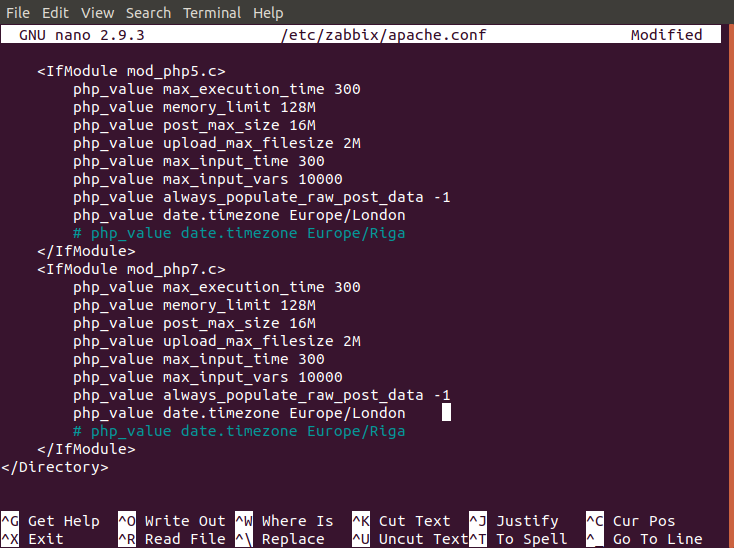 File Edit View Search Terminal Help
GNU nano 2.9.3 /etc/zabbix/apache.conf Modified
<IfModule mod_php5.c>
php_value max_execution_time 300
php_value memory_limit 128M
php_value post_max_size 16M
php_value upload_max_filesize 2M
php_value max_input_time 300
php_value max_input_vars 10000
php_value always_populate_raw_post_data -1
php_value date.timezone Europe/London
# php_value date.timezone Europe/Riga
</IfModule>
<IfModule mod_php7.c>
php_value max_execution_time 300
php_value memory_limit 128M
php_value post_max_size 16M
php_value upload_max_filesize 2M
php_value max_input_time 300
php_value max_input_vars 10000
php_value always_populate_raw_post_data -1
php_value date.timezone Europe/London
# php_value date.timezone Europe/Riga
</IfModule>
</Directory>
^G Get Help ^O Write Out ^W Where Is ^K Cut Text ^J Justify ^C Cur Pos
^X Exit ^R Read File ^\ Replace ^U Uncut Text ^T To Spell ^_ Go To Line